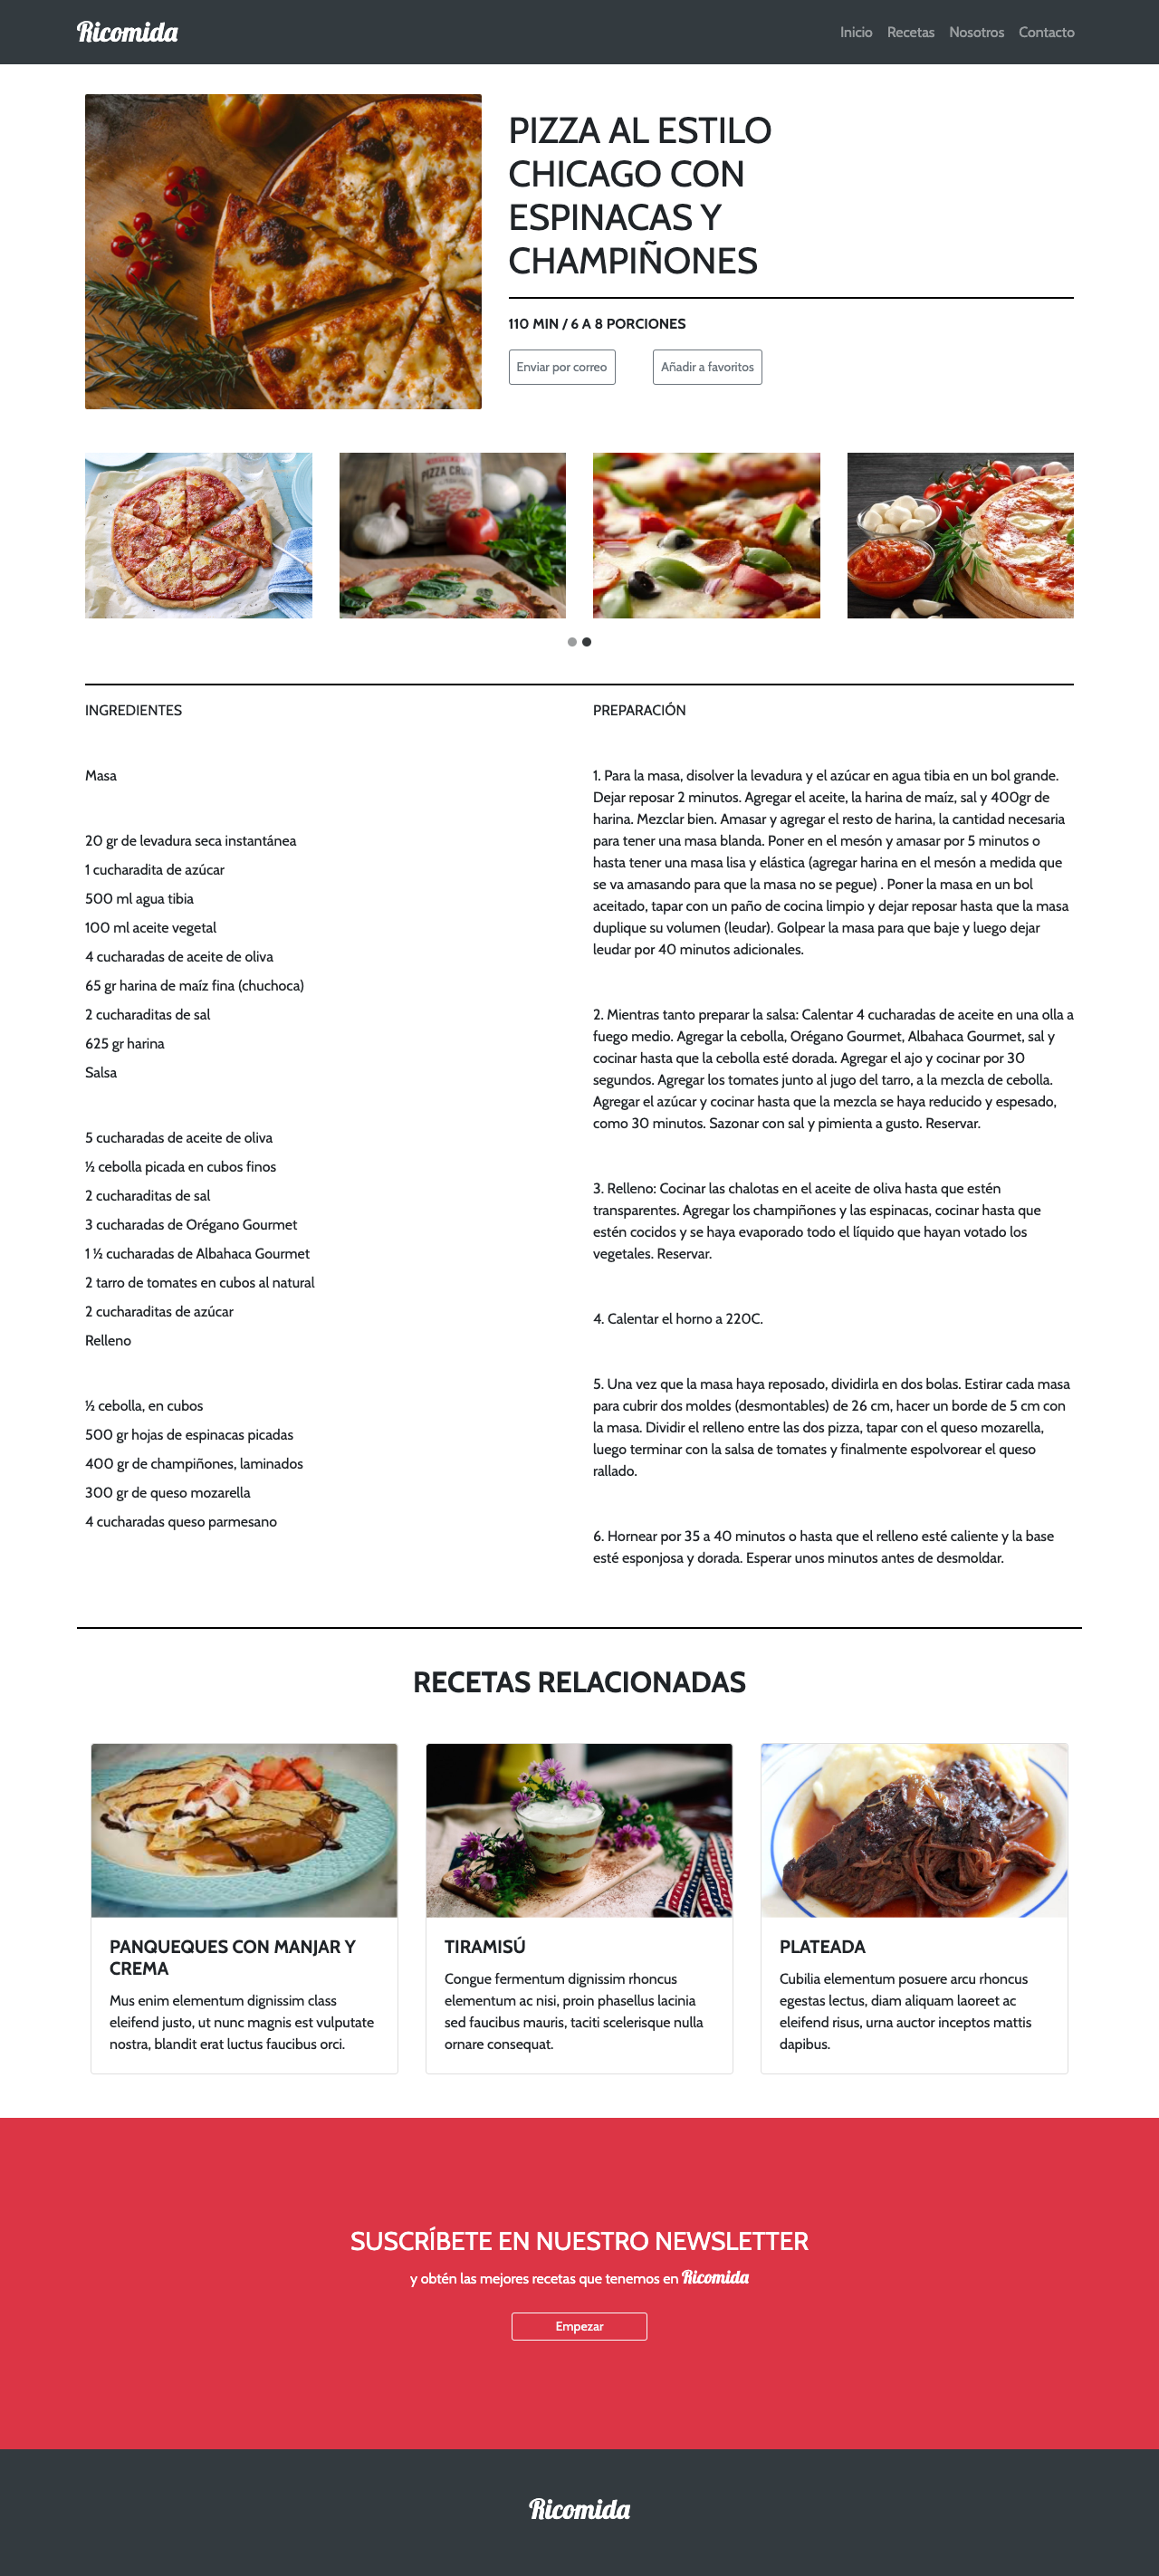 Ricomida
Inicio Recetas Nosotros Contacto
PIZZA AL ESTILO
CHICAGO CON
ESPINACAS Y
CHAMPIÑONES
110 MIN / 6 A 8 PORCIONES
Enviar por correo
Añadir a favoritos
PIZZA CRUST
INGREDIENTES
Masa
20 gr de levadura seca instantánea
1 cucharadita de azúcar
500 ml agua tibia
100 ml aceite vegetal
4 cucharadas de aceite de oliva
65 gr harina de maíz fina (chuchoca)
2 cucharaditas de sal
625 gr harina
Salsa
5 cucharadas de aceite de oliva
½ cebolla picada en cubos finos
2 cucharaditas de sal
3 cucharadas de Orégano Gourmet
1 ½ cucharadas de Albahaca Gourmet
2 tarro de tomates en cubos al natural
2 cucharaditas de azúcar
Relleno
½ cebolla, en cubos
500 gr hojas de espinacas picadas
400 gr de champiñones, laminados
300 gr de queso mozarella
4 cucharadas queso parmesano
PREPARACIÓN
1. Para la masa, disolver la levadura y el azúcar en agua tibia en un bol grande.
Dejar reposar 2 minutos. Agregar el aceite, la harina de maíz, sal y 400gr de
harina. Mezclar bien. Amasar y agregar el resto de harina, la cantidad necesaria
para tener una masa blanda. Poner en el mesón y amasar por 5 minutos o
hasta tener una masa lisa y elástica (agregar harina en el mesón a medida que
se va amasando para que la masa no se pegue) . Poner la masa en un bol
aceitado, tapar con un paño de cocina limpio y dejar reposar hasta que la masa
duplique su volumen (leudar). Golpear la masa para que baje y luego dejar
leudar por 40 minutos adicionales.
2. Mientras tanto preparar la salsa: Calentar 4 cucharadas de aceite en una olla a
fuego medio. Agregar la cebolla, Orégano Gourmet, Albahaca Gourmet, sal y
cocinar hasta que la cebolla esté dorada. Agregar el ajo y cocinar por 30
segundos. Agregar los tomates junto al jugo del tarro, a la mezcla de cebolla.
Agregar el azúcar y cocinar hasta que la mezcla se haya reducido y espesado,
como 30 minutos. Sazonar con sal y pimienta a gusto. Reservar.
3. Relleno: Cocinar las chalotas en el aceite de oliva hasta que estén
transparentes. Agregar los champiñones y las espinacas, cocinar hasta que
estén cocidos y se haya evaporado todo el líquido que hayan votado los
vegetales. Reservar.
4. Calentar el horno a 220C.
5. Una vez que la masa haya reposado, dividirla en dos bolas. Estirar cada masa
para cubrir dos moldes (desmontables) de 26 cm, hacer un borde de 5 cm con
la masa. Dividir el relleno entre las dos pizza, tapar con el queso mozarella,
luego terminar con la salsa de tomates y finalmente espolvorear el queso
rallado.
6. Hornear por 35 a 40 minutos o hasta que el relleno esté caliente y la base
esté esponjosa y dorada. Esperar unos minutos antes de desmoldar.
RECETAS RELACIONADAS
PANQUEQUES CON MANJAR Y
CREMA
Mus enim elementum dignissim class
eleifend justo, ut nunc magnis est vulputate
nostra, blandit erat luctus faucibus orci.
TIRAMISÚ
Congue fermentum dignissim rhoncus
elementum ac nisi, proin phasellus lacinia
sed faucibus mauris, taciti scelerisque nulla
ornare consequat.
PLATEADA
Cubilia elementum posuere arcu rhoncus
egestas lectus, diam aliquam laoreet ac
eleifend risus, urna auctor inceptos mattis
dapibus.
SUSCRÍBETE EN NUESTRO NEWSLETTER
y obtén las mejores recetas que tenemos en Ricomida
Empezar
Ricomida